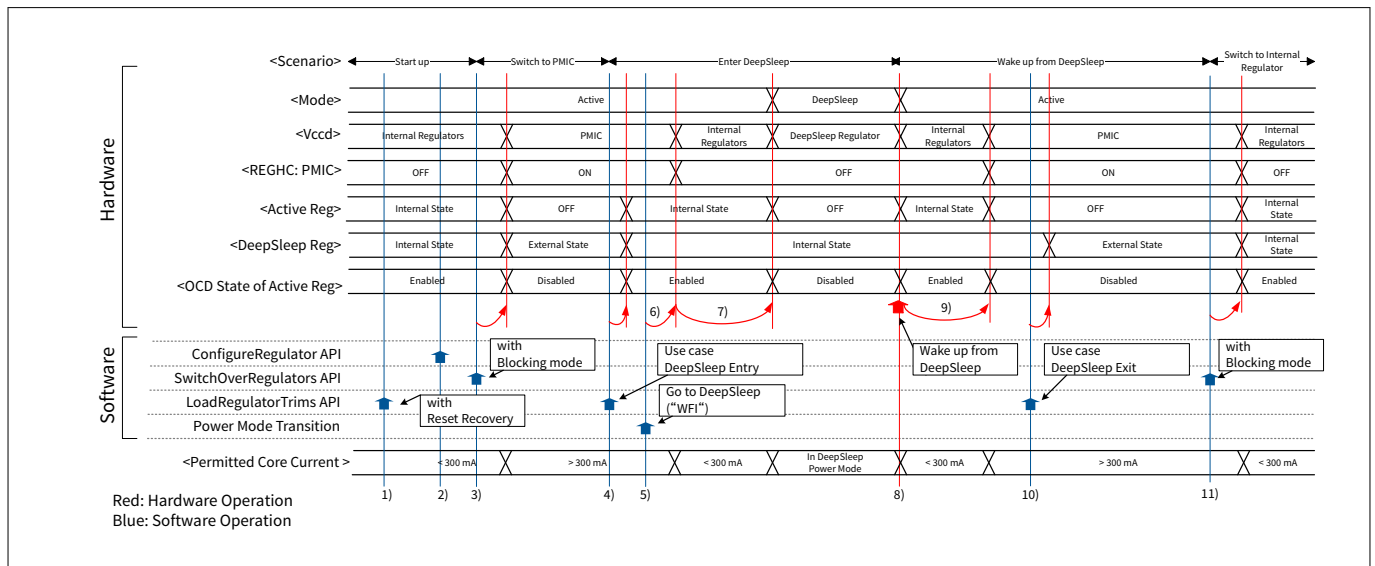 <Scenario>
Start up
Switch to PMIC
Enter DeepSleep
Wake up from DeepSleep
Switch to Internal
Regulator
Hardware
<Mode>
Active
DeepSleep
Active
<Vccd>
Internal Regulators
PMIC
Internal
Regulators
DeepSleep Regulator
Internal
Regulators
PMIC
Internal
Regulators
<REGHC: PMIC>
OFF
ON
OFF
ON
OFF
<Active Reg>
Internal State
OFF
Internal State
OFF
Internal State
OFF
Internal
State
<DeepSleep Reg>
Internal State
External State
Internal State
External State
Internal
State
<OCD State of Active Reg>
Enabled
Disabled
Enabled
Disabled
Enabled
Disabled
Enabled
6)
7)
9)
Software
ConfigureRegulator API
SwitchOverRegulators API
LoadRegulatorTrims API
Power Mode Transition
with
Blocking mode
with
Reset Recovery
Use case
DeepSleep Entry
Go to DeepSleep
("WFI")
Wake up from
DeepSleep
Use case
DeepSleep Exit
with
Blocking mode
<Permitted Core Current >
< 300 mA
> 300 mA
< 300 mA
In DeepSleep
Power Mode
< 300 mA
> 300 mA
< 300 mA
1)
2)
3)
4)
5)
8)
10)
11)
Red: Hardware Operation
Blue: Software Operation